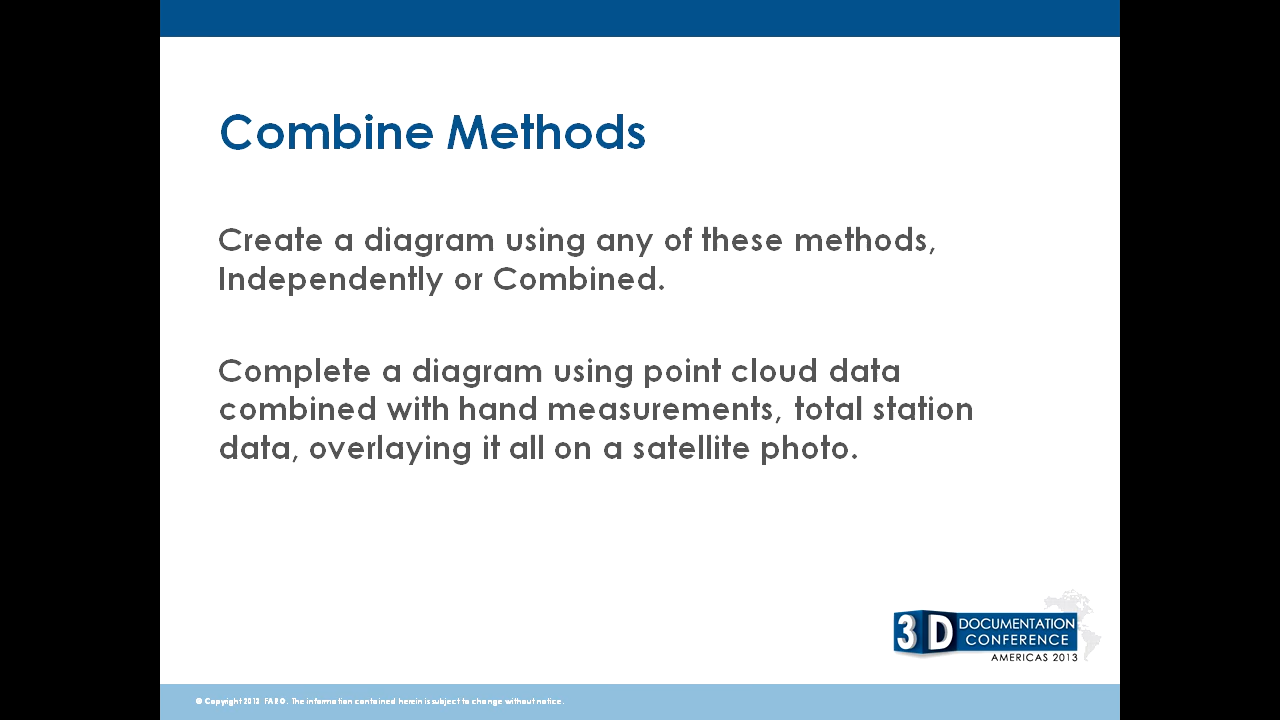 Combine Methods
Create a diagram using any of these methods,
Independently or Combined.
Complete a diagram using point cloud data
combined with hand measurements, total station
data, overlaying it all on a satellite photo.
3D DOCUMENTATION
CONFERENCE
AMERICAS 2013
© Copyright 2013 FARO. The information contained herein is subject to change without notice.